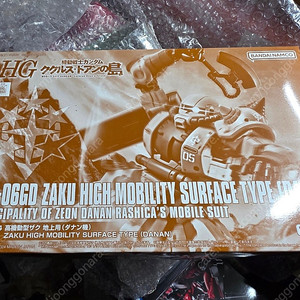 BANDAI NAMCO
HG
機動戦士ガンダム
ククルス・ドアンの島
05
-06GD ZAKU HIGH MOBILITY SURFACE TYPE (DA
CIPALITY OF ZEON DANAN RASHICA'S MOBILE SUIT
高機動型ザク 地上用(ダナン機)
ZAKU HIGH MOBILITY SURFACE TYPE (DANAN)